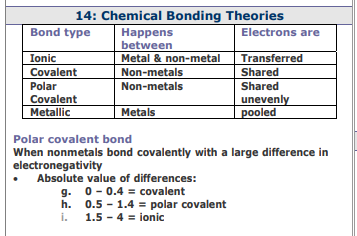 14: Chemical Bonding Theories
Bond type Happens between Electrons are
Ionic Metal & non-metal Transferred
Covalent Non-metals Shared
Polar Covalent Non-metals Shared unevenly
Metallic Metals pooled
Polar covalent bond
When nonmetals bond covalently with a large difference in
electronegativity
• Absolute value of differences:
g. 0 – 0.4 = covalent
h. 0.5 – 1.4 = polar covalent
i. 1.5 – 4 = ionic